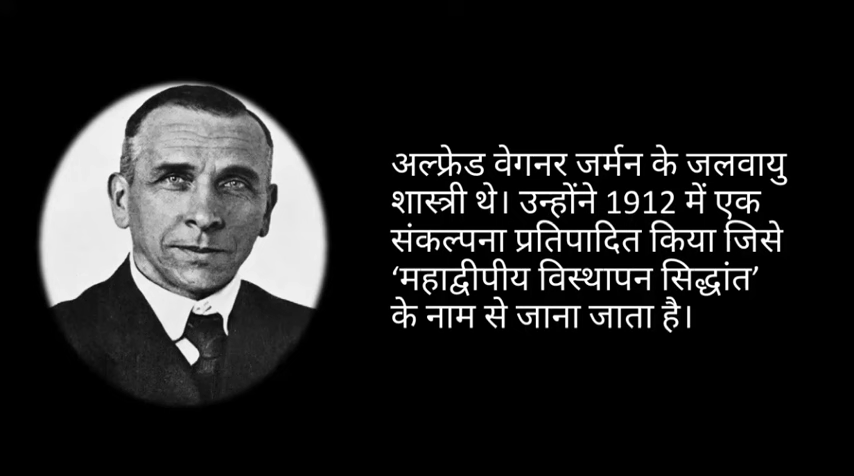 अल्फ्रेड वेगनर जर्मन के जलवायु
शास्त्री थे। उन्होंने 1912 में एक
संकल्पना प्रतिपादित किया जिसे
‘महाद्वीपीय विस्थापन सिद्धांत’
के नाम से जाना जाता है।